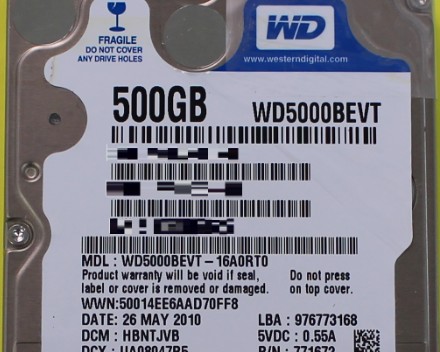 FRAGILE
DO NOT COVER
ANY DRIVE HOLES
WD
www.westerndigital.com
500GB WD5000BEVT
MDL : WD5000BEVT-16A0RT0
Product warranty will be void if seal,
label or cover is removed or damaged.
Do not press
on top cover.
WWN:50014EE6AAD70FF8
DATE: 26 MAY 2010
LBA : 976773168
DCM : HBNTJVB
5VDC : 0.55A